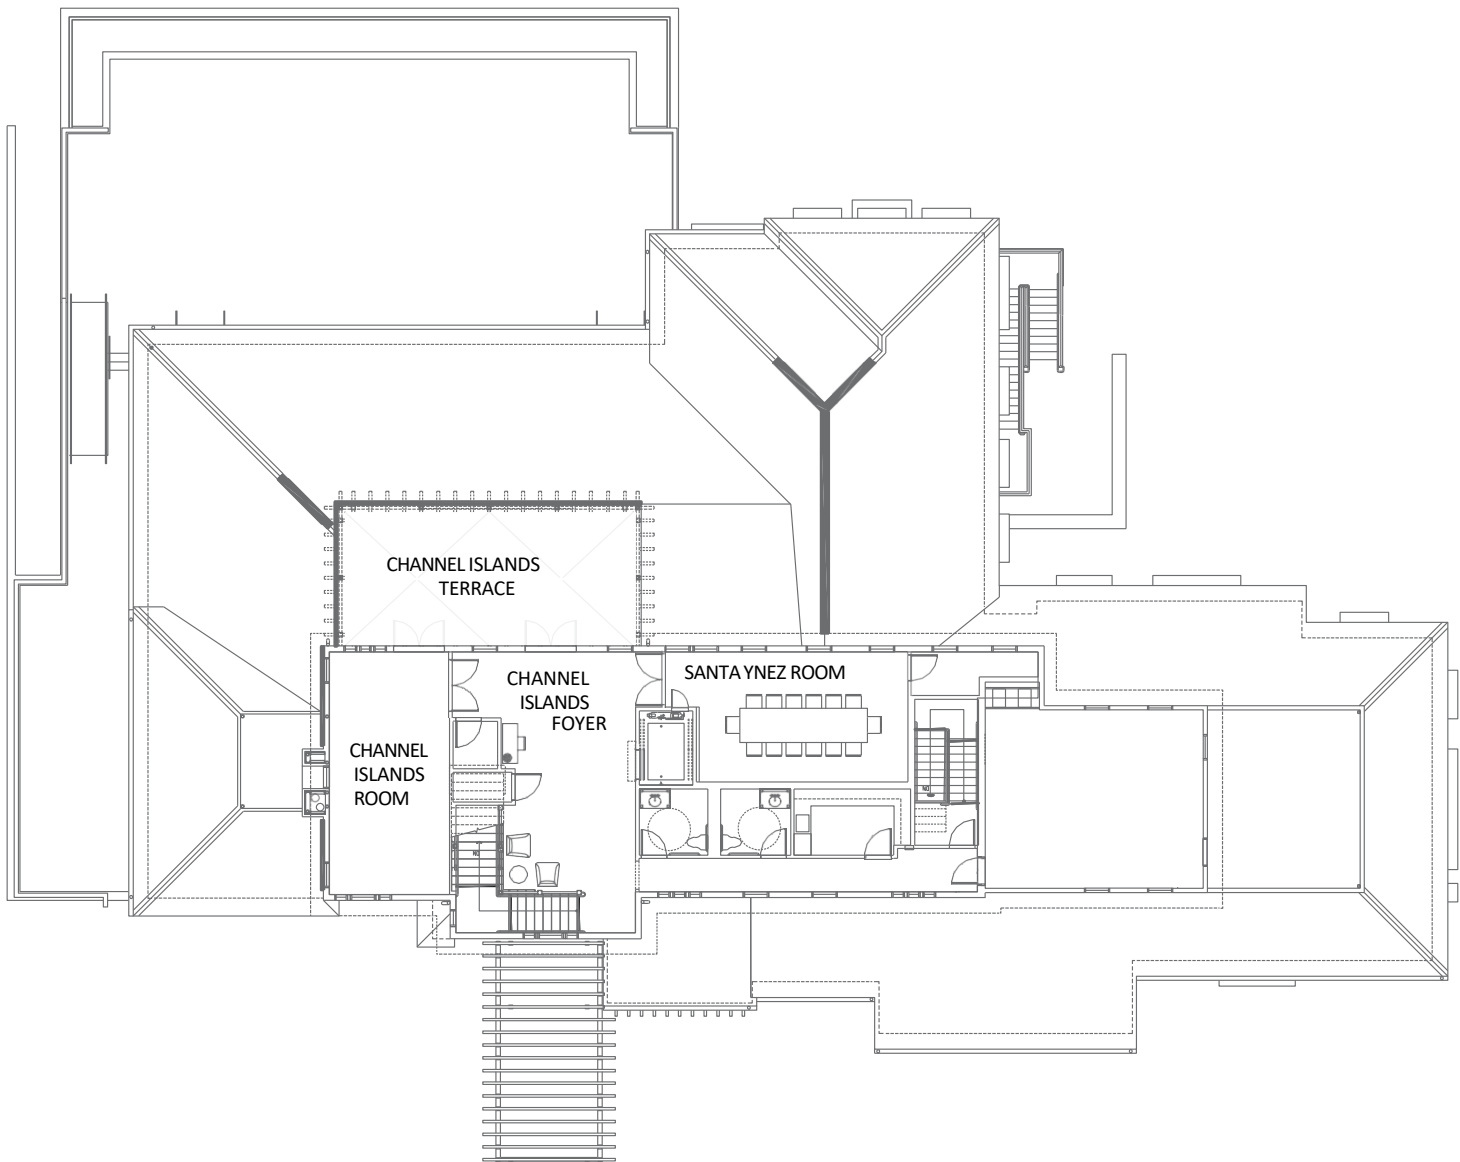 CHANNEL ISLANDS
TERRACE
CHANNEL
ISLANDS
FOYER
SANTA YNEZ ROOM
CHANNEL
ISLANDS
ROOM